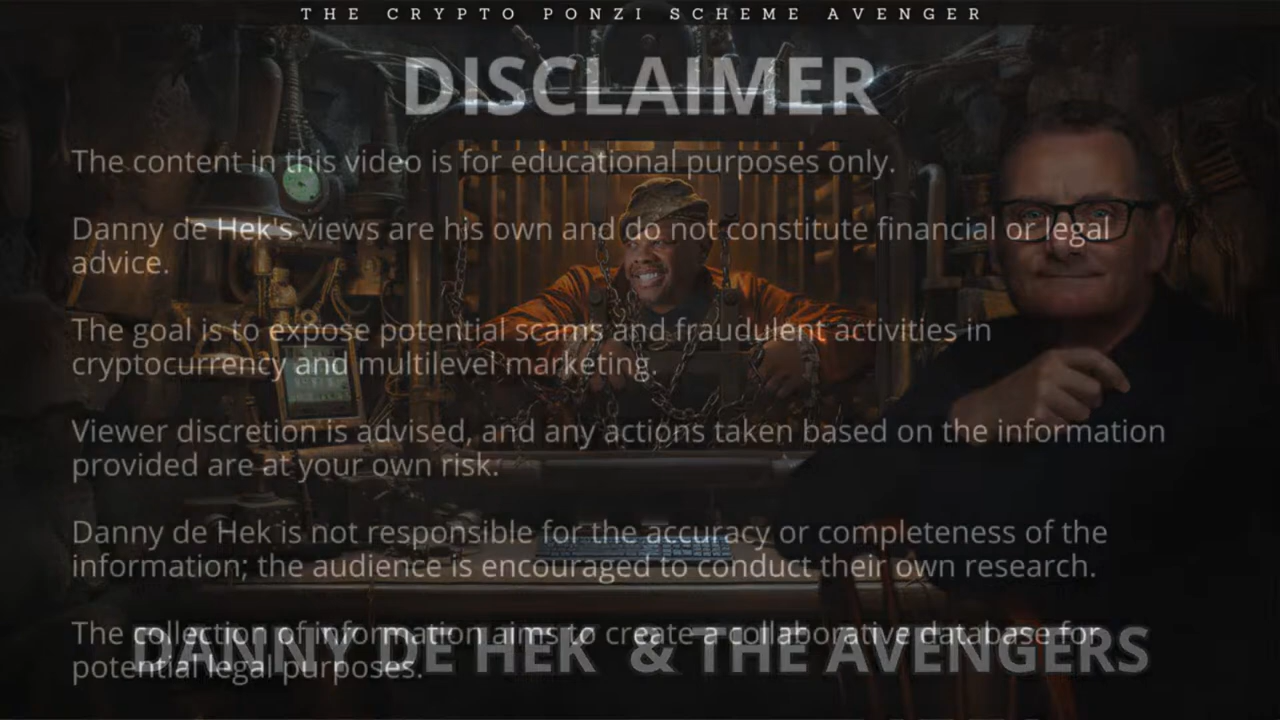 THE CRYPTO PONZI SCHEME AVENGER
DISCLAIMER
The content in this video is for educational purposes only.
Danny de Hek's views are his own and do not constitute financial or legal
advice.
The goal is to expose potential scams and fraudulent activities in
cryptocurrency and multilevel marketing.
Viewer discretion is advised, and any actions taken based on the information
provided are at your own risk.
Danny de Hek is not responsible for the accuracy or completeness of the
information; the audience is encouraged to conduct their own research.
The collection of information aims to create a collaborative database for
potential legal purposes.
DANNY DE HEK & THE AVENGERS